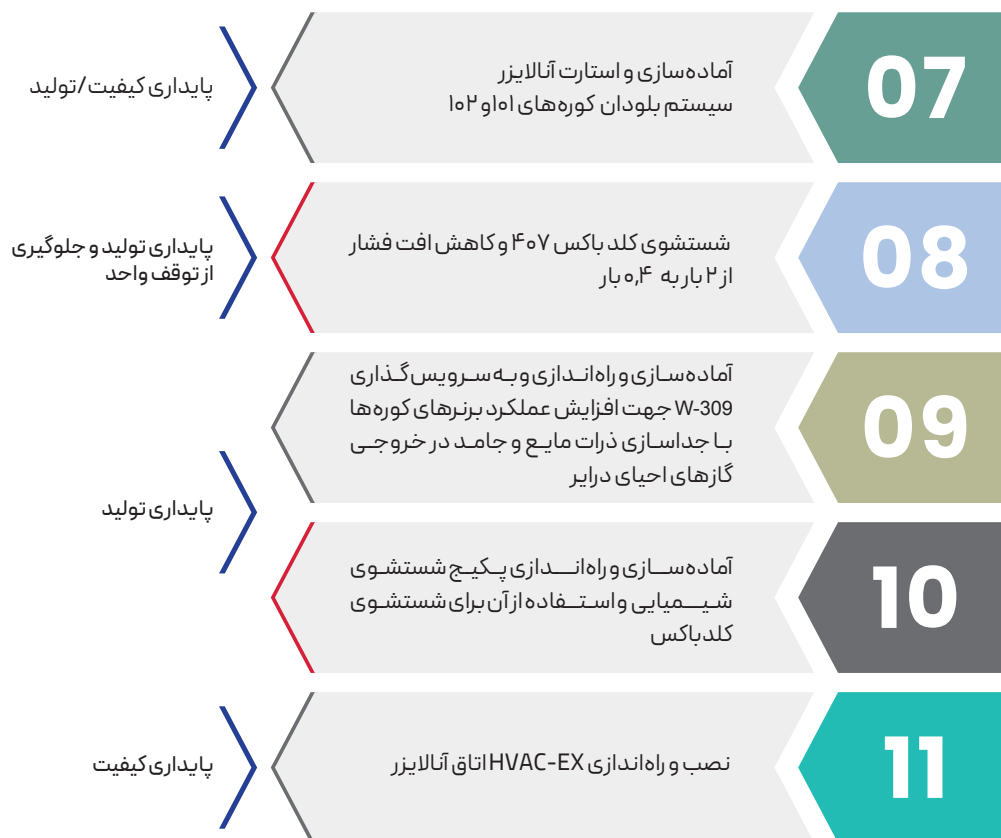 07
آماده‌سازی و استارت آنالایزر
سیستم بلودان کوره‌های ۱۰۱و ۱۰۲
پایداری کیفیت/تولید
08
شستشوی کلد باکس ۴۰۷ و کاهش افت فشار
از ۲ بار به ۰,۴ بار
پایداری تولید و جلوگیری
از توقف واحد
09
آماده‌سازی و راه‌اندازی و به سرویس گذاری
W-309 جهت افزایش عملکرد برنرهای کوره‌ها
با جداسازی ذرات مایع و جامد در خروجی
گازهای احیای درایر
10
آماده‌سازی و راه‌اندازی پکیج شستشوی
شیمیایی و استفاده از آن برای شستشوی
کلدباکس
پایداری تولید
11
نصب و راه‌اندازی HVAC-EX اتاق آنالایزر
پایداری کیفیت